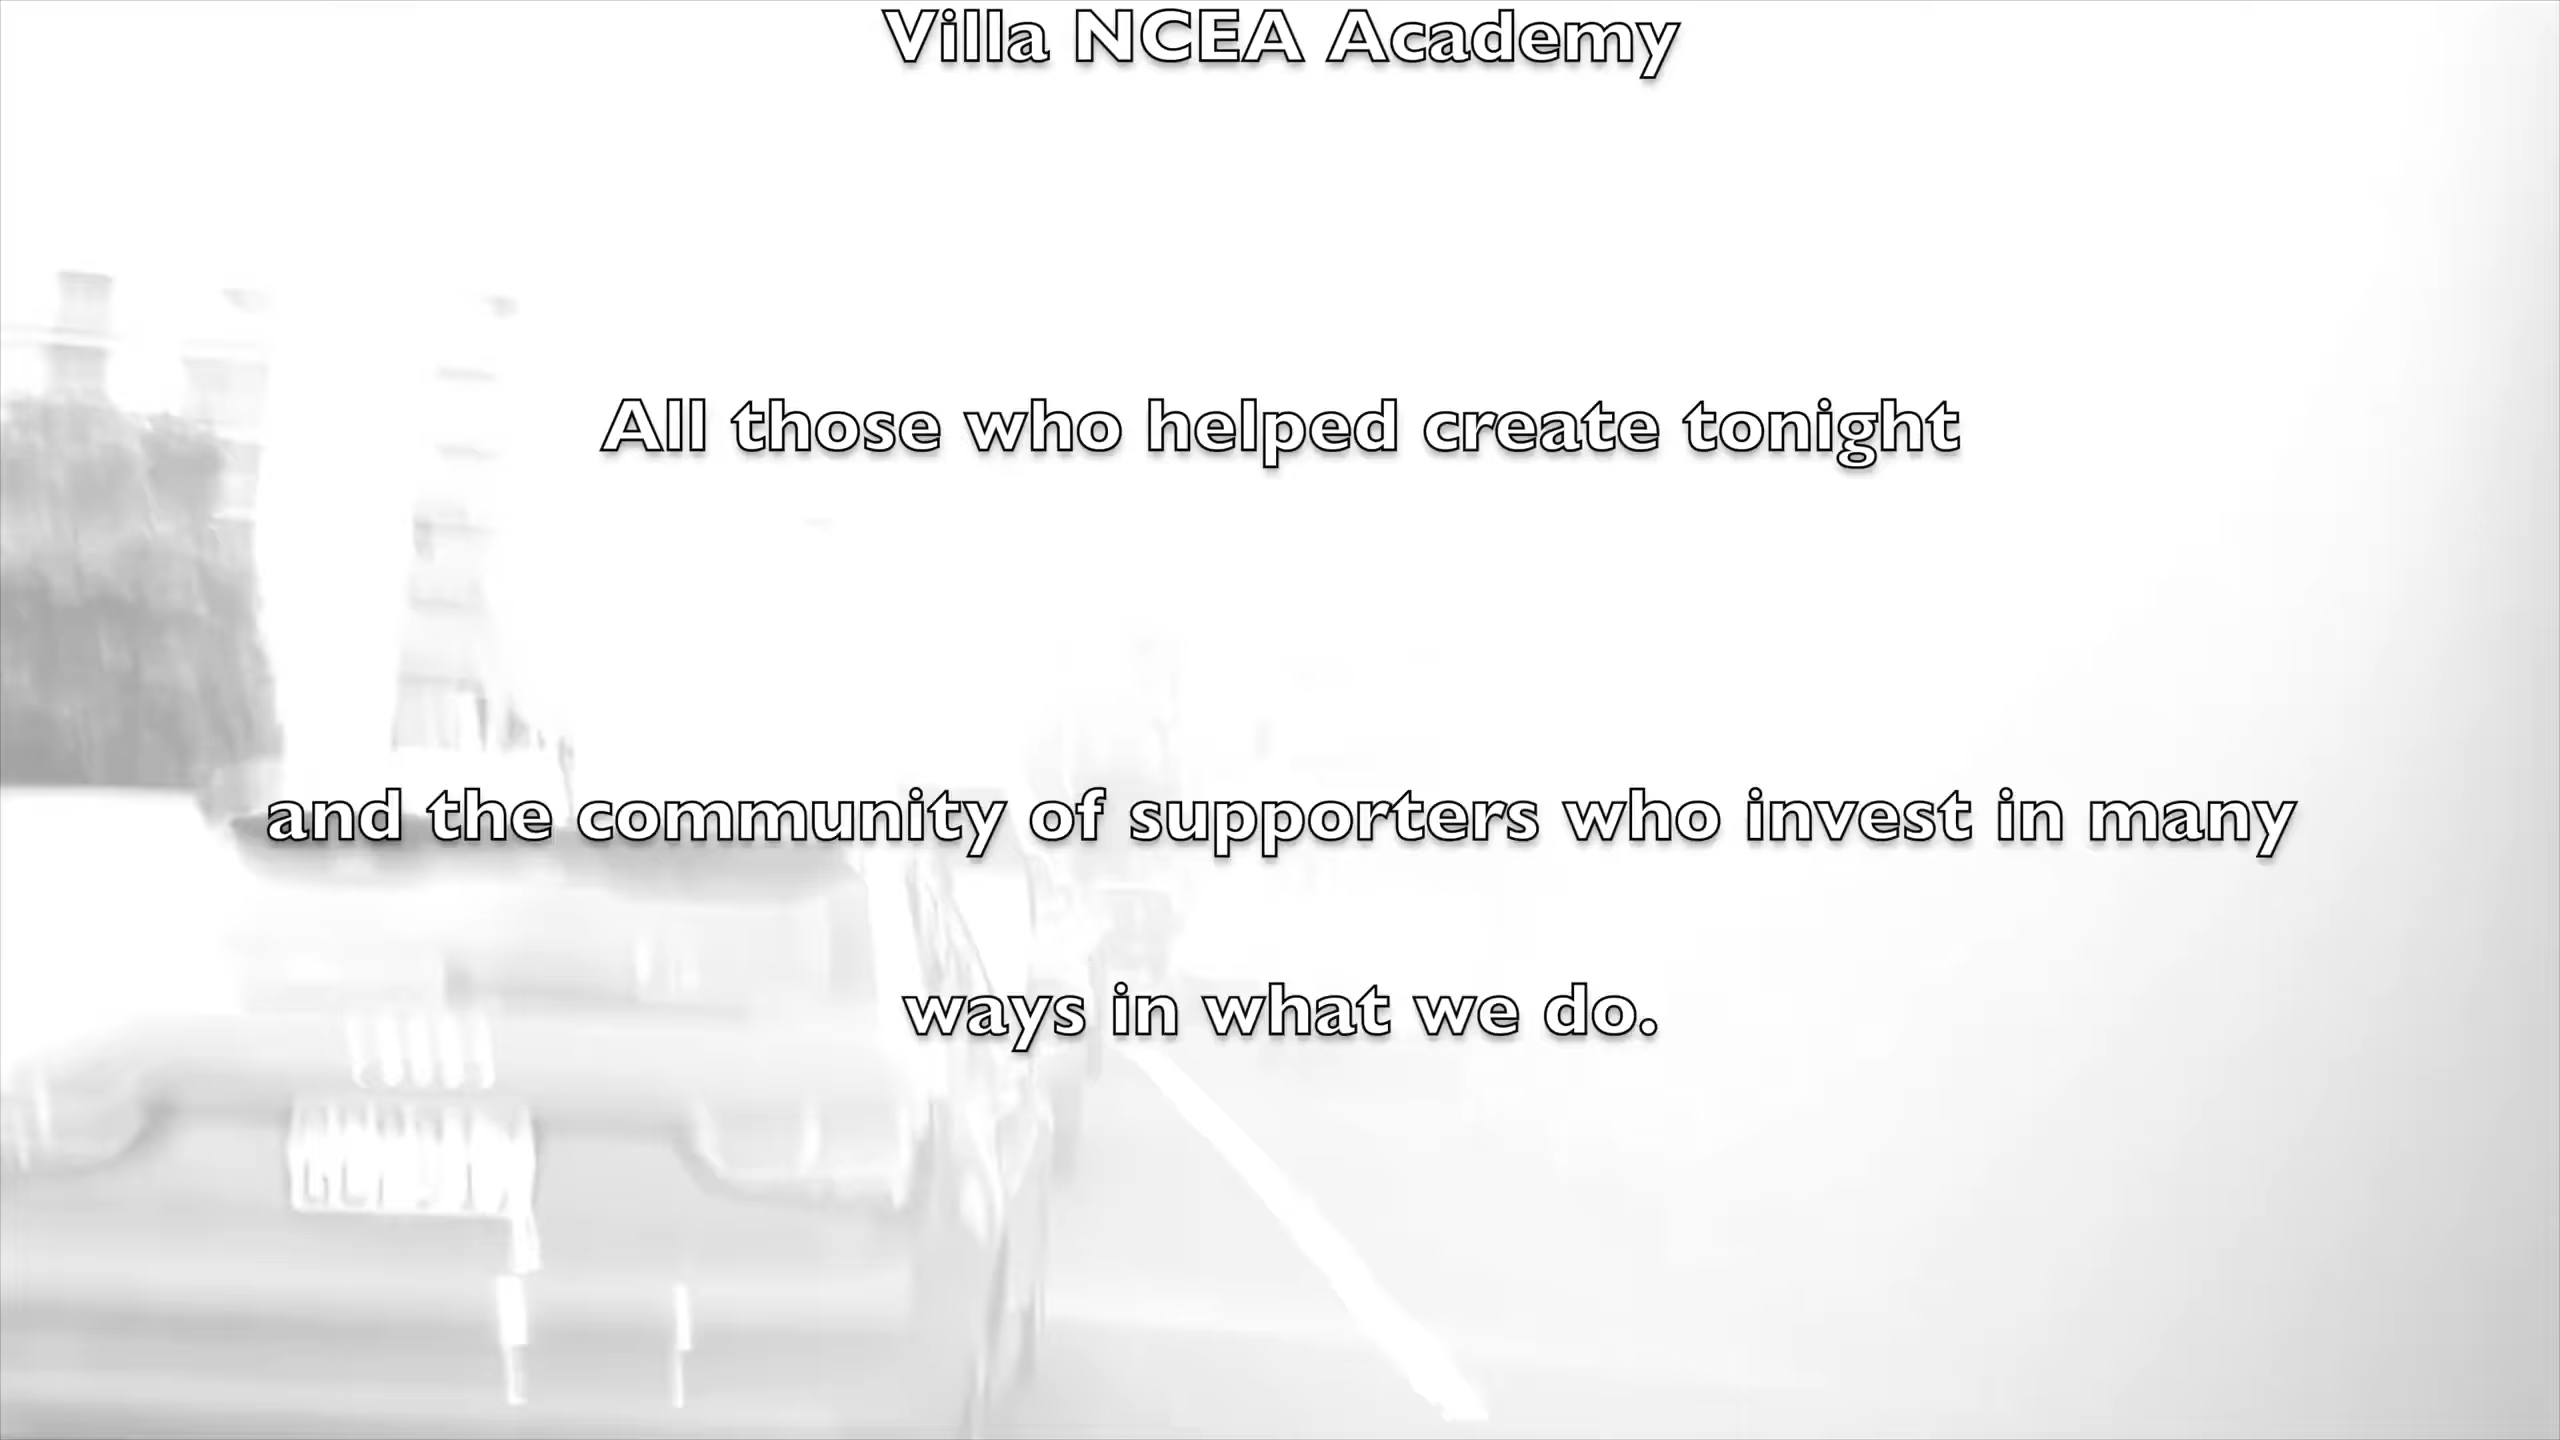 Villa NCEA Academy
All those who helped create tonight
and the community of supporters who invest in many
ways in what we do.